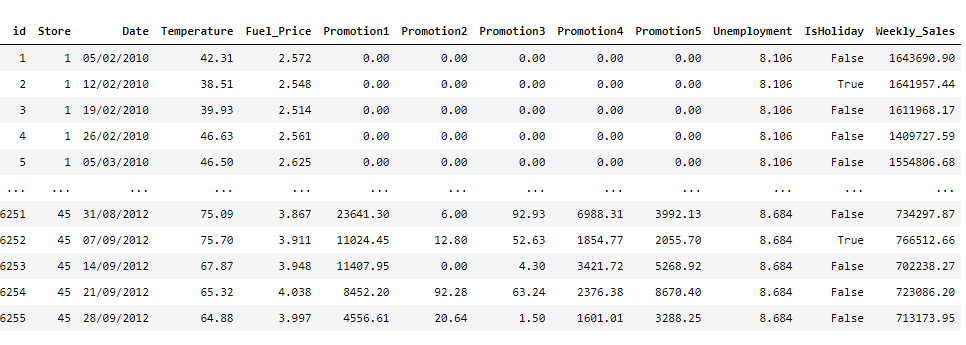 id Store Date Temperature Fuel_Price Promotion1 Promotion2 Promotion3 Promotion4 Promotion5 Unemployment IsHoliday Weekly_Sales
1 1 05/02/2010 42.31 2.572 0.00 0.00 0.00 0.00 0.00 8.106 False 1643690.90
2 1 12/02/2010 38.51 2.548 0.00 0.00 0.00 0.00 0.00 8.106 True 1641957.44
3 1 19/02/2010 39.93 2.514 0.00 0.00 0.00 0.00 0.00 8.106 False 1611968.17
4 1 26/02/2010 46.63 2.561 0.00 0.00 0.00 0.00 0.00 8.106 False 1409727.59
5 1 05/03/2010 46.50 2.625 0.00 0.00 0.00 0.00 0.00 8.106 False 1554806.68
... ... ... ... ... ... ... ... ... ... ... ... ...
6251 45 31/08/2012 75.09 3.867 23641.30 6.00 92.93 6988.31 3992.13 8.684 False 734297.87
6252 45 07/09/2012 75.70 3.911 11024.45 12.80 52.63 1854.77 2055.70 8.684 True 766512.66
6253 45 14/09/2012 67.87 3.948 11407.95 0.00 4.30 3421.72 5268.92 8.684 False 702238.27
6254 45 21/09/2012 65.32 4.038 8452.20 92.28 63.24 2376.38 8670.40 8.684 False 723086.20
6255 45 28/09/2012 64.88 3.997 4556.61 20.64 1.50 1601.01 3288.25 8.684 False 713173.95